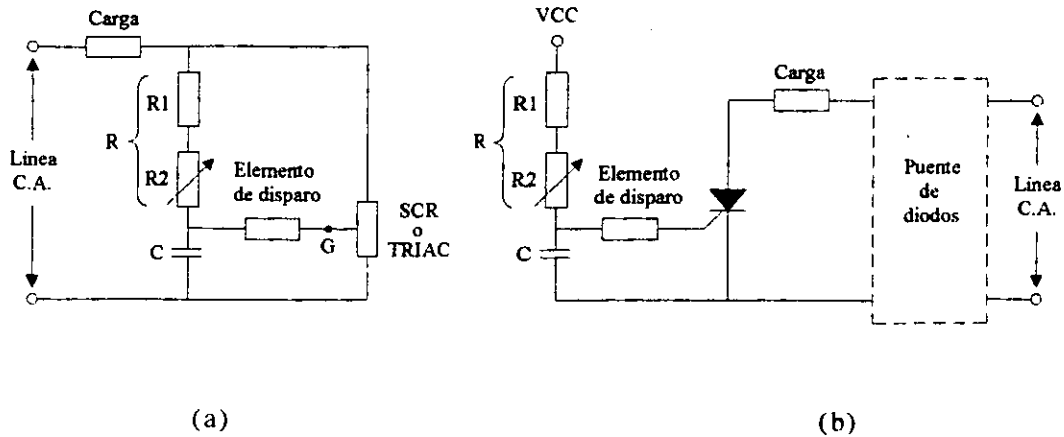 Carga
R1
R
R2
Linea
C.A.
Elemento
de disparo
C
G
SCR
o
TRIAC
(a)
VCC
Carga
R1
R
R2
Elemento
de disparo
C
Puente
de
diodos
Linea
C.A.
(b)